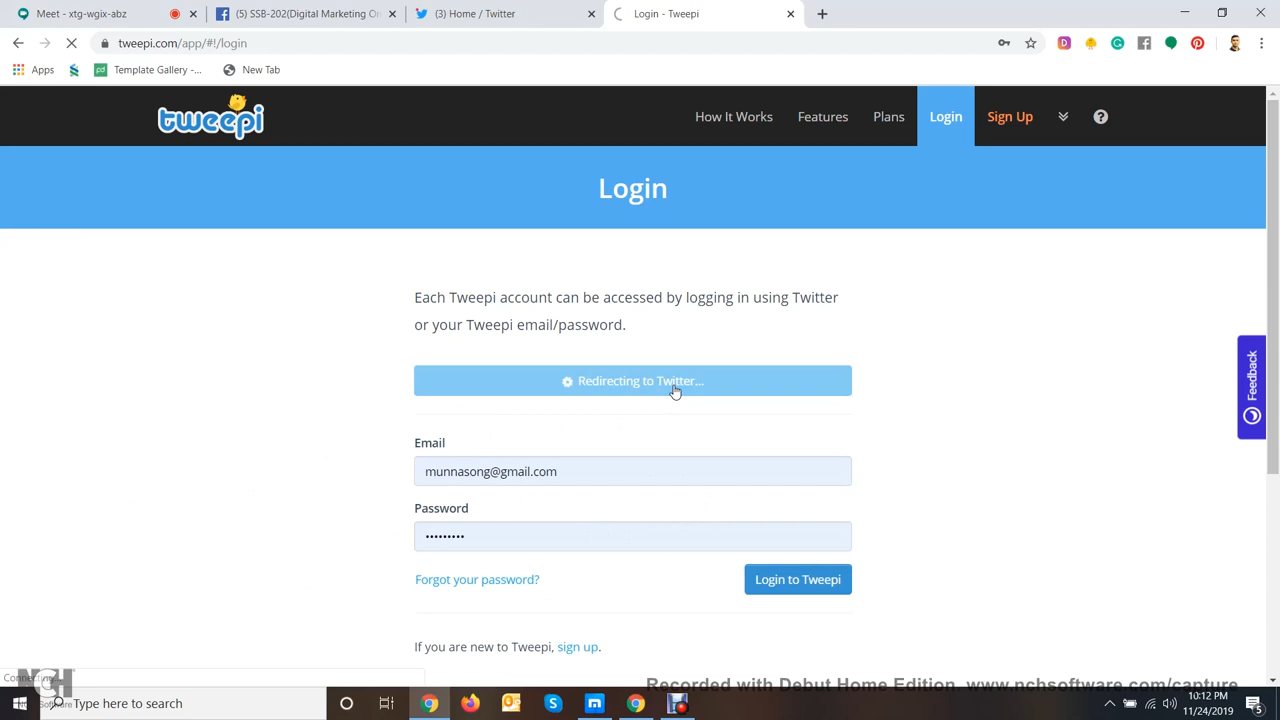 Meet - xtg-wgix-abz
SSB-202(Digital Marketing On
(3) Home / Twitter
Login - Tweepi
tweepi.com/app/#!/login
Apps
Template Gallery -...
New Tab
tweepi
How It Works
Features
Plans
Login
Sign Up
Login
Each Tweepi account can be accessed by logging in using Twitter
or your Tweepi email/password.
Redirecting to Twitter...
Feedback
Email
munnasong@gmail.com
Password
•••••••••
Forgot your password?
Login to Tweepi
If you are new to Tweepi, sign up.
Connecting...
NCH
Software
Recorded with Debut Home Edition. www.nchsoftware.com/capture
Type here to search
10:12 PM
11/24/2019
5